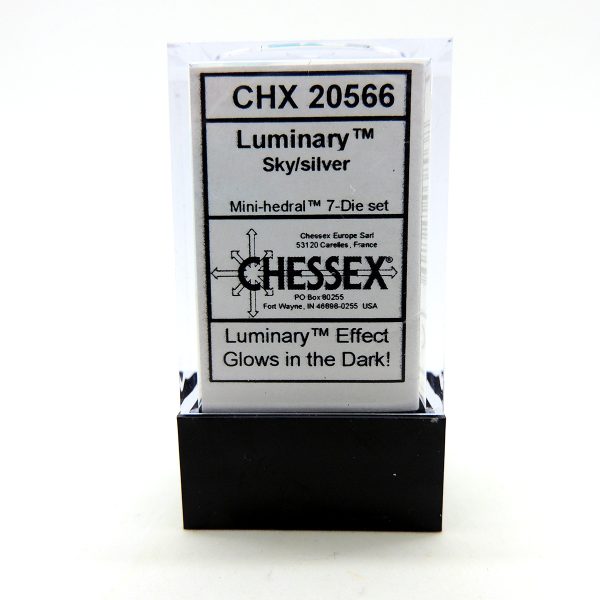 CHX 20566
Luminary™
Sky/silver
Mini-hedral™ 7-Die set
Chessex Europe Sarl
53120 Carelles, France
CHESSEX®
PO Box 80255
Fort Wayne, IN 46898-0255 USA
Luminary™ Effect
Glows in the Dark!